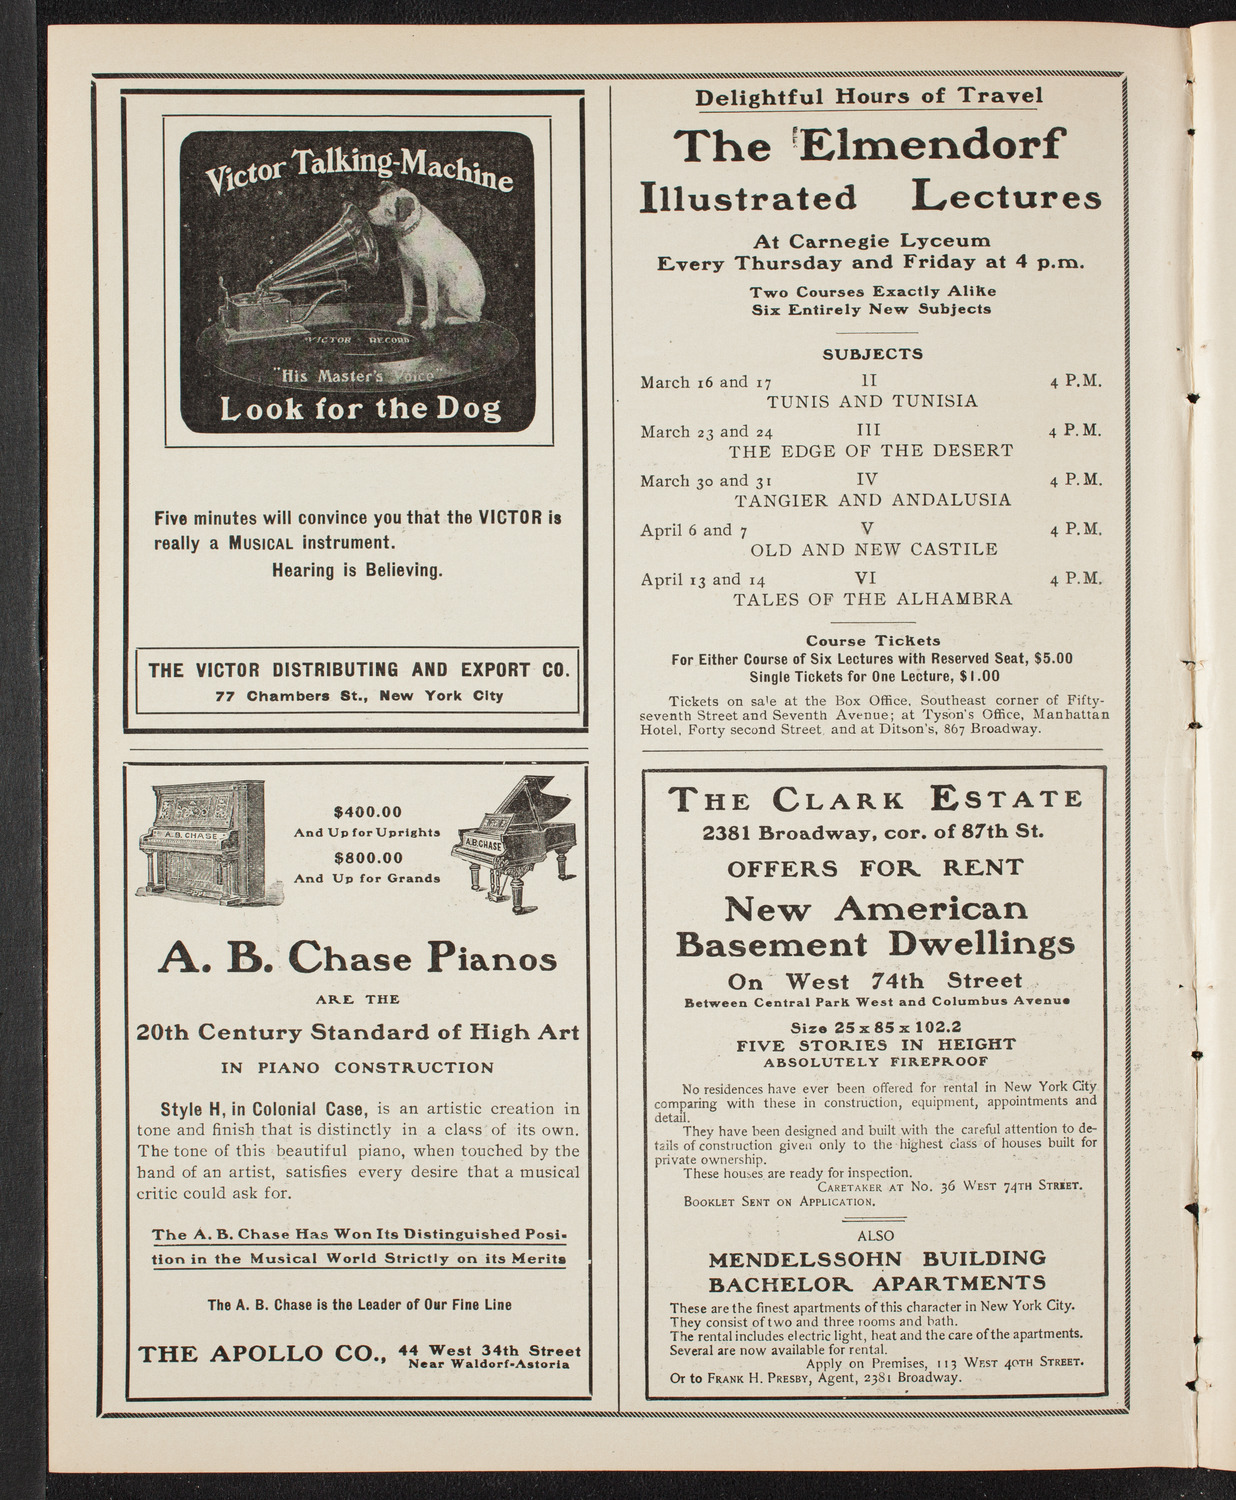 Victor Talking-Machine
VICTOR RECORD
"His Master's Voice"
Look for the Dog
Five minutes will convince you that the VICTOR is
really a MUSICAL instrument.
Hearing is Believing.
THE VICTOR DISTRIBUTING AND EXPORT CO.
77 Chambers St., New York City
A. B. CHASE
$400.00
And Up for Uprights
$800.00
And Up for Grands
A.B. CHASE
A. B. Chase Pianos
ARE THE
20th Century Standard of High Art
IN PIANO CONSTRUCTION
Style H, in Colonial Case, is an artistic creation in
tone and finish that is distinctly in a class of its own.
The tone of this beautiful piano, when touched by the
hand of an artist, satisfies every desire that a musical
critic could ask for.
The A. B. Chase Has Won Its Distinguished Posi-
tion in the Musical World Strictly on its Merits
The A. B. Chase is the Leader of Our Fine Line
THE APOLLO CO., 44 West 34th Street
Near Waldorf-Astoria
Delightful Hours of Travel
The Elmendorf
Illustrated Lectures
At Carnegie Lyceum
Every Thursday and Friday at 4 p.m.
Two Courses Exactly Alike
Six Entirely New Subjects
SUBJECTS
March 16 and 17 II 4 P.M.
TUNIS AND TUNISIA
March 23 and 24 III 4 P.M.
THE EDGE OF THE DESERT
March 30 and 31 IV 4 P.M.
TANGIER AND ANDALUSIA
April 6 and 7 V 4 P.M.
OLD AND NEW CASTILE
April 13 and 14 VI 4 P.M.
TALES OF THE ALHAMBRA
Course Tickets
For Either Course of Six Lectures with Reserved Seat, $5.00
Single Tickets for One Lecture, $1.00
Tickets on sale at the Box Office, Southeast corner of Fifty-
seventh Street and Seventh Avenue; at Tyson's Office, Manhattan
Hotel, Forty second Street, and at Ditson's, 867 Broadway.
THE CLARK ESTATE
2381 Broadway, cor. of 87th St.
OFFERS FOR RENT
New American
Basement Dwellings
On West 74th Street
Between Central Park West and Columbus Avenue
Size 25 x 85 x 102.2
FIVE STORIES IN HEIGHT
ABSOLUTELY FIREPROOF
No residences have ever been offered for rental in New York City
comparing with these in construction, equipment, appointments and
detail.
They have been designed and built with the careful attention to de-
tails of construction given only to the highest class of houses built for
private ownership.
These houses are ready for inspection.
CARETAKER AT No. 36 WEST 74TH STREET.
BOOKLET SENT ON APPLICATION.
ALSO
MENDELSSOHN BUILDING
BACHELOR APARTMENTS
These are the finest apartments of this character in New York City.
They consist of two and three rooms and bath.
The rental includes electric light, heat and the care of the apartments.
Several are now available for rental.
Apply on Premises, 113 WEST 40TH STREET.
Or to FRANK H. PRESBY, Agent, 2381 Broadway.